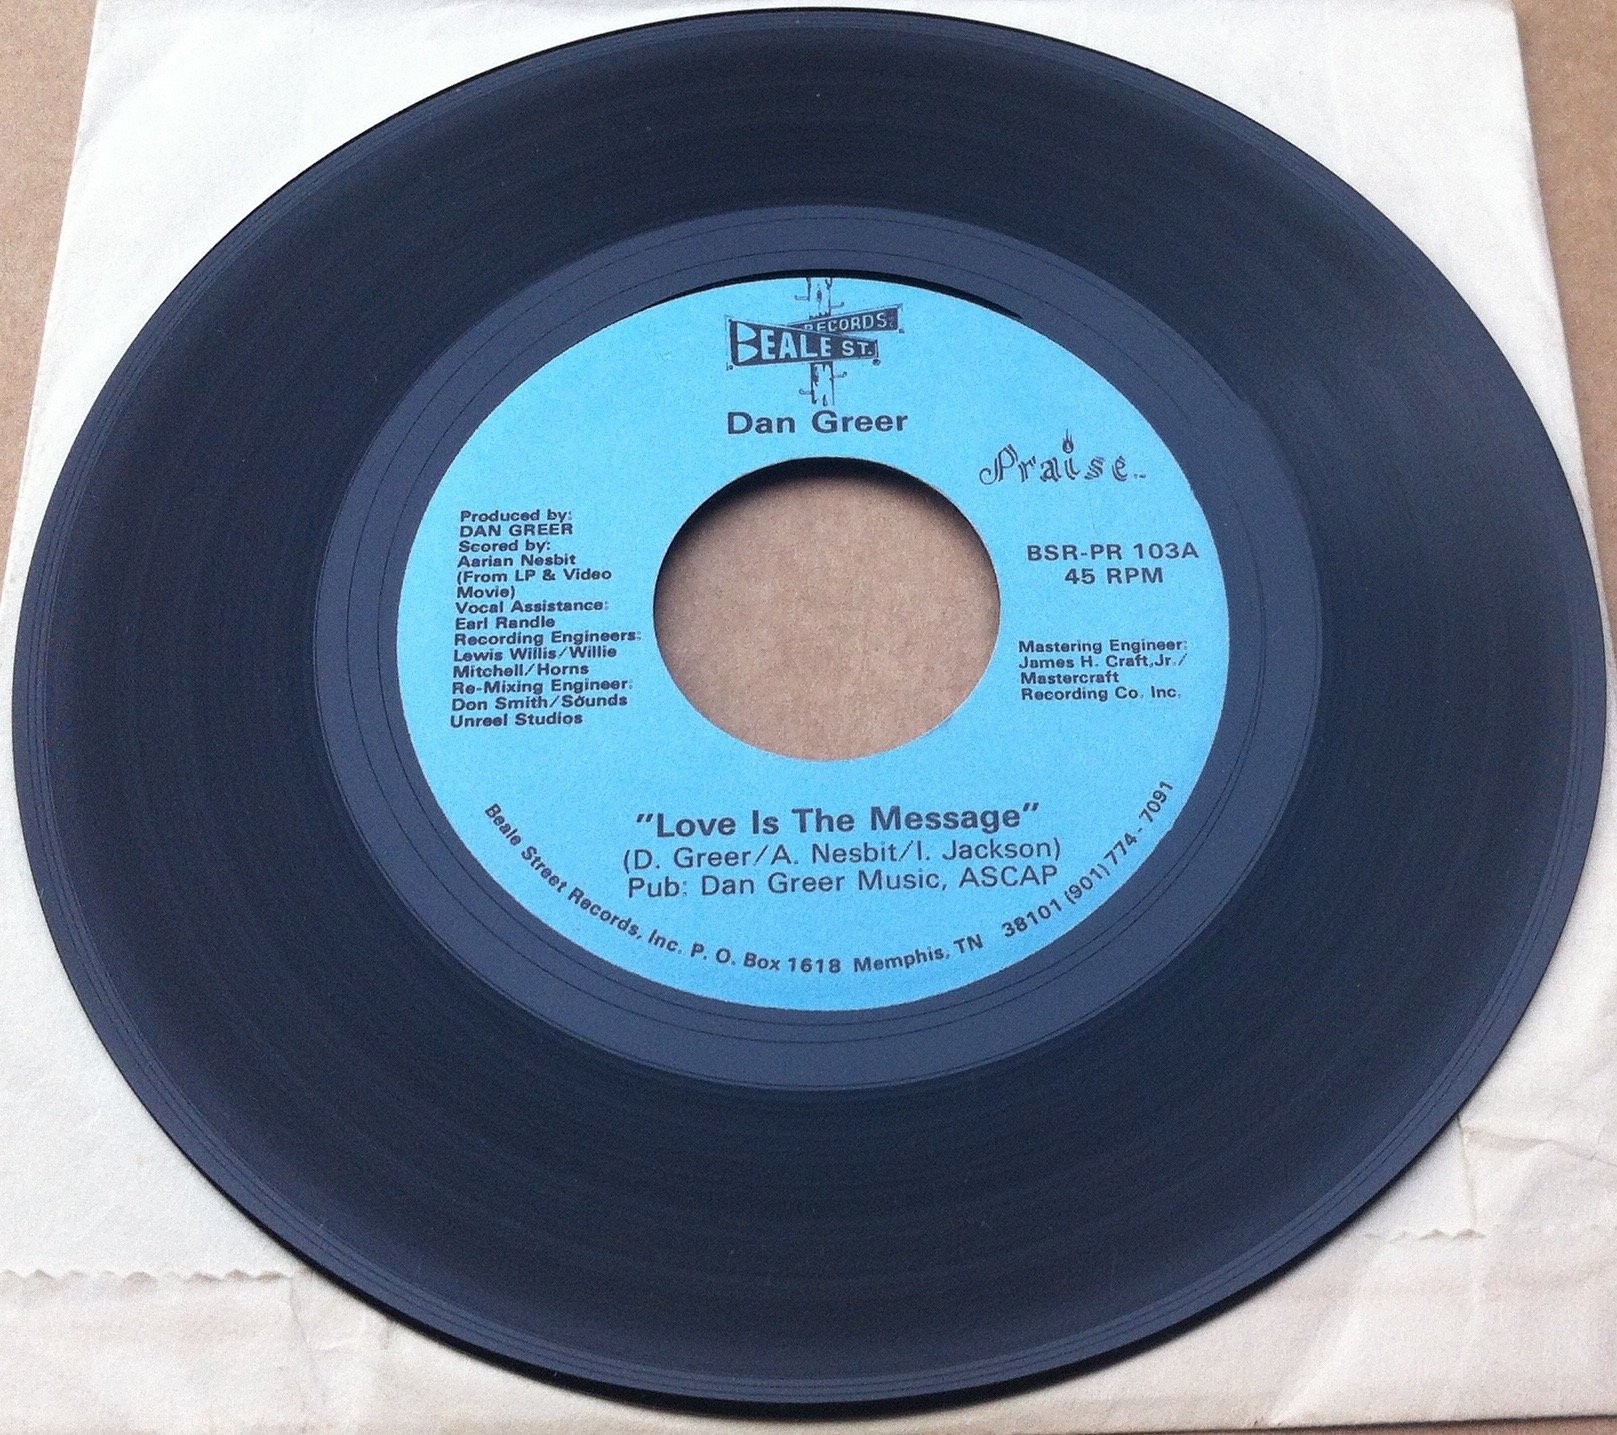 RECORDS
BEALE ST.
Dan Greer
Praise
Produced by:
DAN GREER
Scored by:
Aarian Nesbit
(From LP & Video
Movie)
Vocal Assistance:
Earl Randle
Recording Engineers:
Lewis Willis/Willie
Mitchell/Horns
Re-Mixing Engineer:
Don Smith/Sounds
Unreel Studios
BSR-PR 103A
45 RPM
Mastering Engineer:
James H. Craft,Jr./
Mastercraft
Recording Co. Inc.
"Love Is The Message"
(D. Greer/A. Nesbit/I. Jackson)
Pub: Dan Greer Music, ASCAP
Beale Street Records, Inc. P. O. Box 1618 Memphis, TN 38101 (901) 774-7091